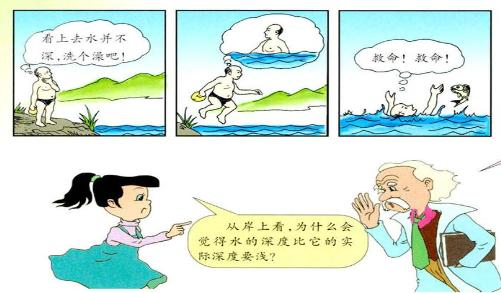 看上去水并不
深，洗个澡吧！
救命！救命！
从岸上看，为什么会
觉得水的深度比它的实
际深度要浅？